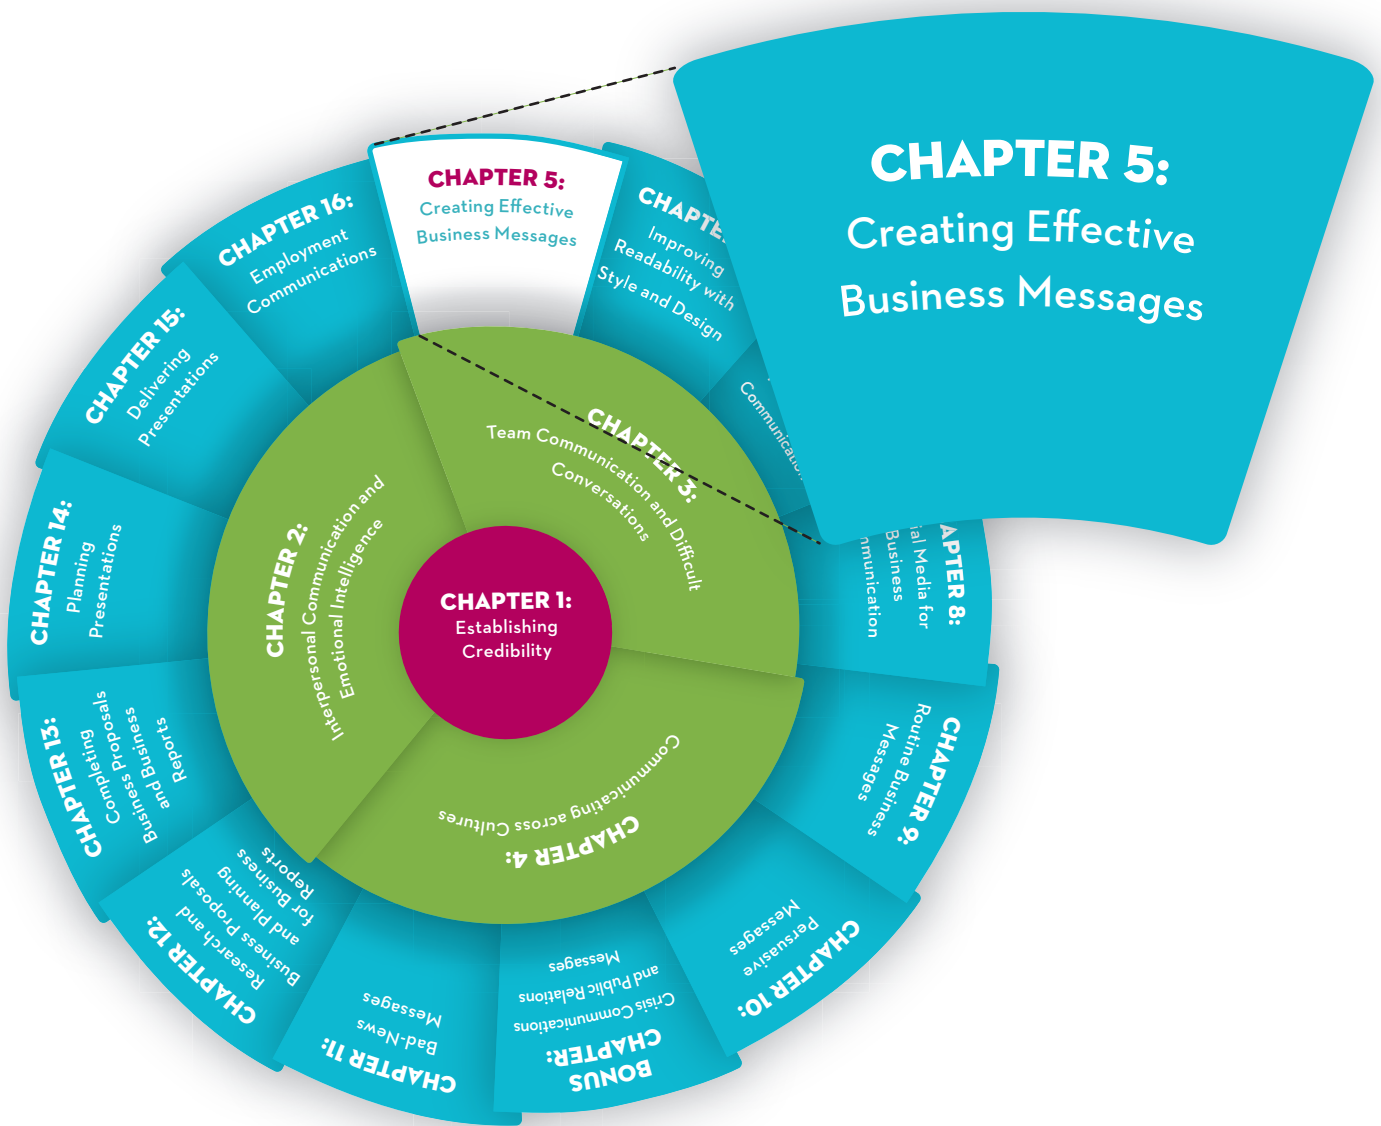 CHAPTER 5:
Creating Effective
Business Messages
CHAPTER 5:
Creating Effective
Business Messages
Improving
Readability with
Style and Design
for
Business
CHAPTER 9:
Routine Business
Messages
CHAPTER 10:
Persuasive
Messages
BONUS
CHAPTER:
Crisis Communications
and Public Relations
Messages
CHAPTER 11:
Bad-News
Messages
CHAPTER 12:
Research and
Business Proposals
and Planning
for Business
Reports
CHAPTER 13:
Completing
Business Proposals
and Business
Reports
CHAPTER 14:
Planning
Presentations
CHAPTER 15:
Delivering
Presentations
CHAPTER 16:
Employment
Communications
CHAPTER 2:
Interpersonal Communication and
Emotional Intelligence
CHAPTER 3:
Team Communication and Difficult
Conversations
CHAPTER 4:
Communicating across Cultures
CHAPTER 1:
Establishing
Credibility